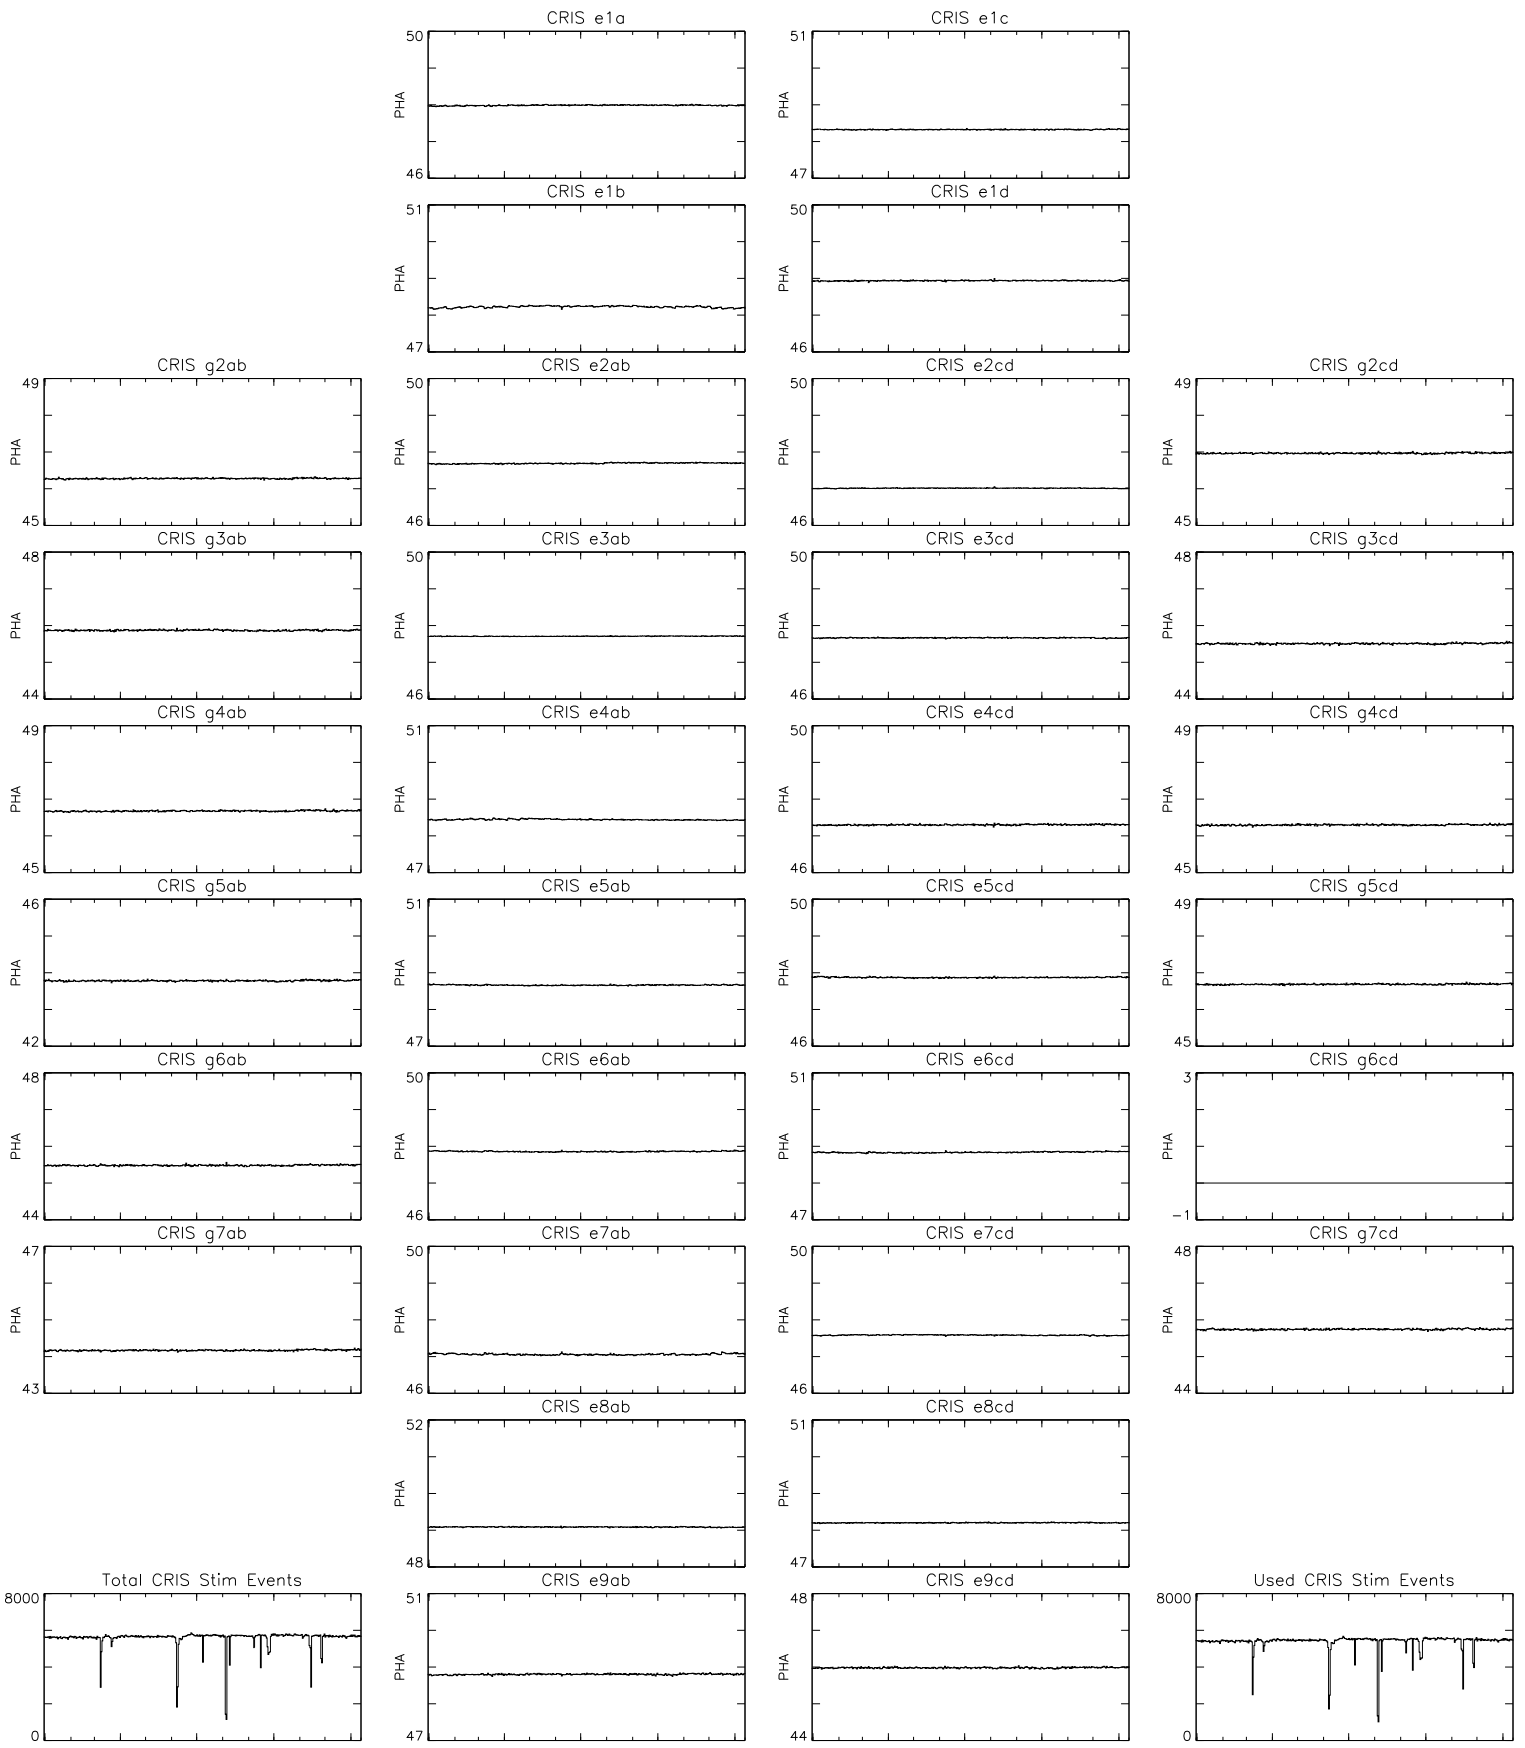 CRIS e1a
CRIS e1c
50
PHA
46
51
PHA
47
CRIS e1b
CRIS e1d
51
PHA
47
50
PHA
46
CRIS g2ab
CRIS e2ab
CRIS e2cd
CRIS g2cd
49
PHA
45
50
PHA
46
50
PHA
46
49
PHA
45
CRIS g3ab
CRIS e3ab
CRIS e3cd
CRIS g3cd
48
PHA
44
50
PHA
46
50
PHA
46
48
PHA
44
CRIS g4ab
CRIS e4ab
CRIS e4cd
CRIS g4cd
49
PHA
45
51
PHA
47
50
PHA
46
49
PHA
45
CRIS g5ab
CRIS e5ab
CRIS e5cd
CRIS g5cd
46
PHA
42
51
PHA
47
50
PHA
46
49
PHA
45
CRIS g6ab
CRIS e6ab
CRIS e6cd
CRIS g6cd
48
PHA
44
50
PHA
46
51
PHA
47
3
PHA
-1
CRIS g7ab
CRIS e7ab
CRIS e7cd
CRIS g7cd
47
PHA
43
50
PHA
46
50
PHA
46
48
PHA
44
CRIS e8ab
CRIS e8cd
52
PHA
48
51
PHA
47
Total CRIS Stim Events
CRIS e9ab
CRIS e9cd
Used CRIS Stim Events
8000
0
51
PHA
47
48
PHA
44
8000
0